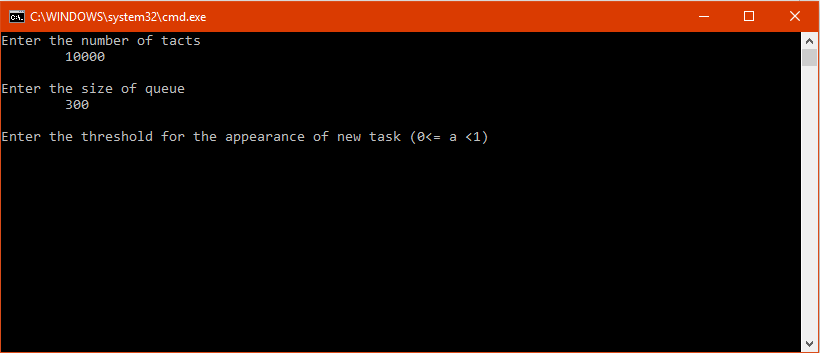 C:\WINDOWS\system32\cmd.exe
Enter the number of tacts
10000
Enter the size of queue
300
Enter the threshold for the appearance of new task (0<= a <1)